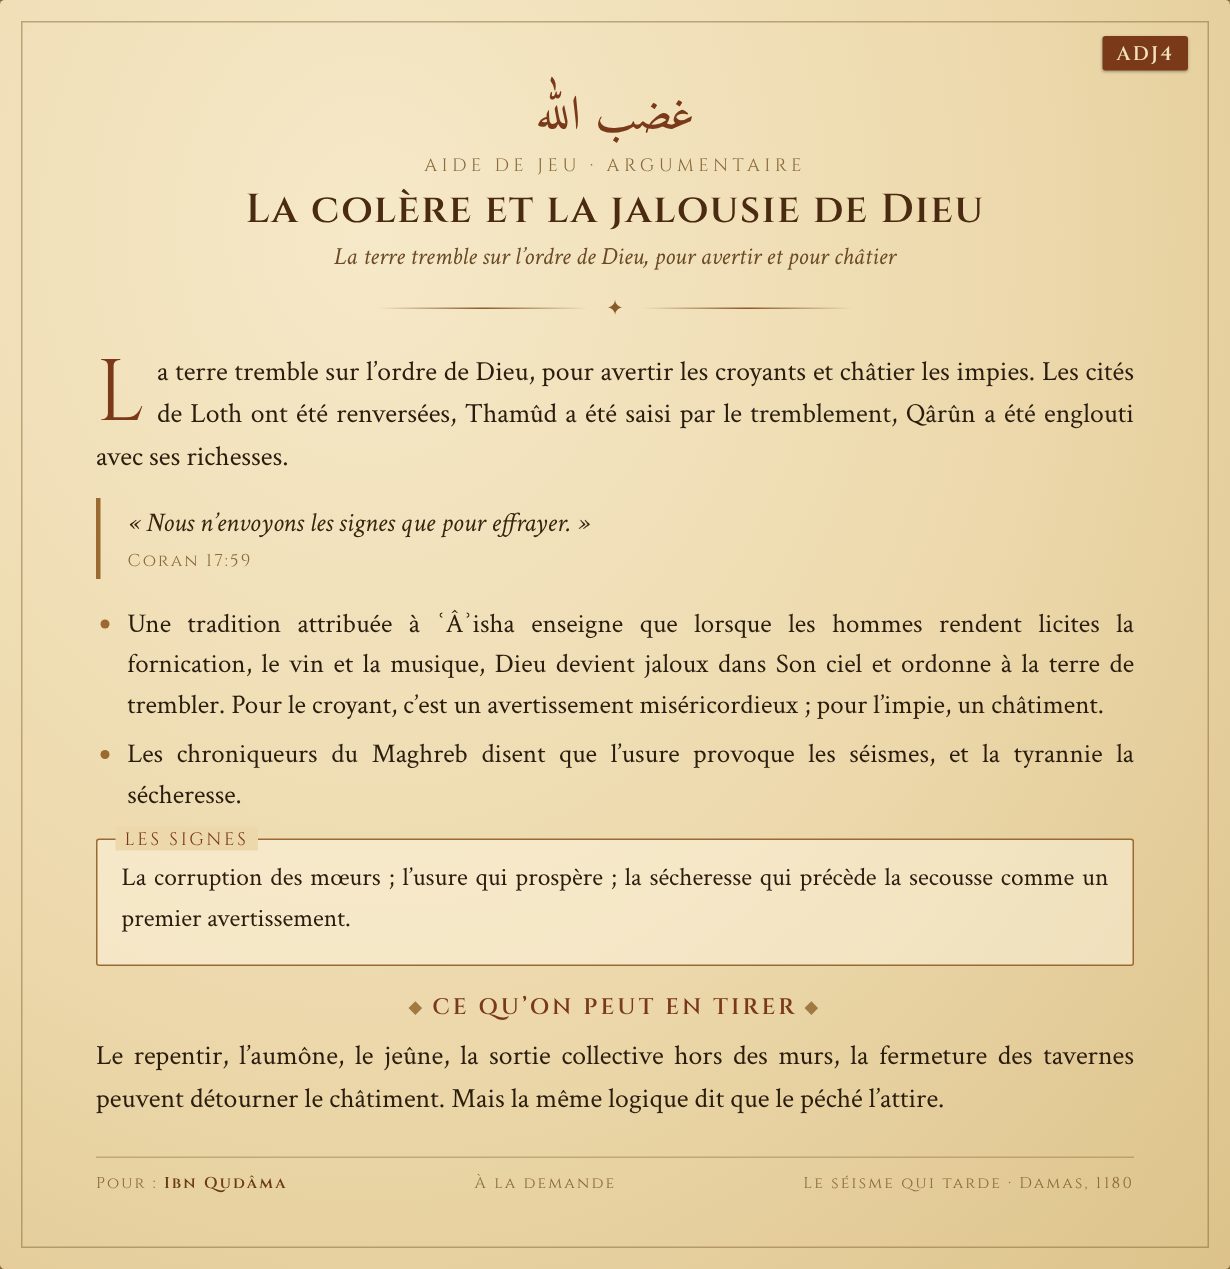 ADJ4
غضب الله
AIDE DE JEU · ARGUMENTAIRE
La colère et la jalousie de Dieu
La terre tremble sur l’ordre de Dieu, pour avertir et pour châtier
La terre tremble sur l’ordre de Dieu, pour avertir les croyants et châtier les impies. Les cités
de Loth ont été renversées, Thamûd a été saisi par le tremblement, Qârûn a été englouti
avec ses richesses.
« Nous n’envoyons les signes que pour effrayer. »
Coran 17:59
• Une tradition attribuée à ʿÂʾisha enseigne que lorsque les hommes rendent licites la
fornication, le vin et la musique, Dieu devient jaloux dans Son ciel et ordonne à la terre de
trembler. Pour le croyant, c’est un avertissement miséricordieux ; pour l’impie, un châtiment.
• Les chroniqueurs du Maghreb disent que l’usure provoque les séismes, et la tyrannie la
sécheresse.
LES SIGNES
La corruption des mœurs ; l’usure qui prospère ; la sécheresse qui précède la secousse comme un
premier avertissement.
◆ CE QU’ON PEUT EN TIRER ◆
Le repentir, l’aumône, le jeûne, la sortie collective hors des murs, la fermeture des tavernes
peuvent détourner le châtiment. Mais la même logique dit que le péché l’attire.
Pour : Ibn Qudâma
À la demande
Le séisme qui tarde · Damas, 1180